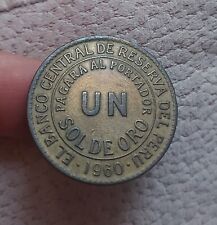 EL BANCO CENTRAL DE RESERVA DEL PERU
PAGARA AL PORTADOR
UN
SOL DE ORO
·1960·